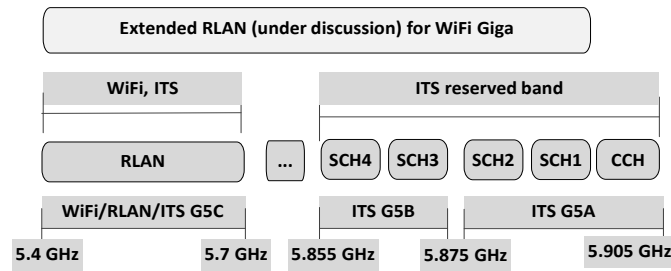 Extended RLAN (under discussion) for WiFi Giga
WiFi, ITS
ITS reserved band
RLAN
...
SCH4
SCH3
SCH2
SCH1
CCH
WiFi/RLAN/ITS G5C
ITS G5B
ITS G5A
5.4 GHz
5.7 GHz
5.855 GHz
5.875 GHz
5.905 GHz